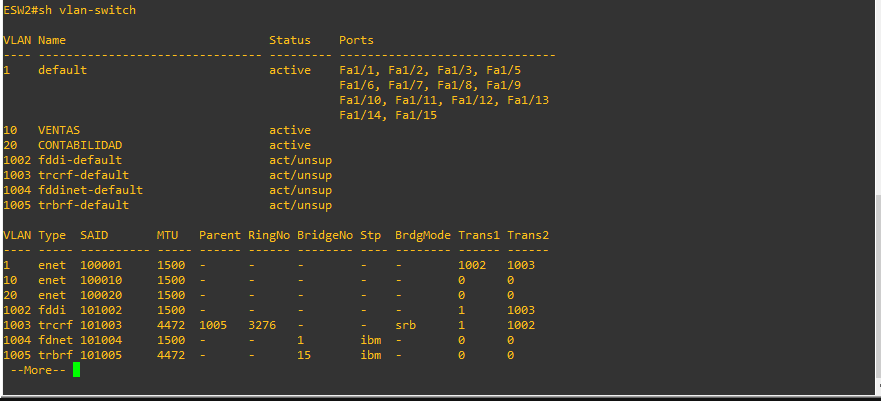 ESW2#sh vlan-switch

VLAN Name                             Status    Ports
---- -------------------------------- --------- -------------------------------
1    default                          active    Fa1/1, Fa1/2, Fa1/3, Fa1/5
                                                Fa1/6, Fa1/7, Fa1/8, Fa1/9
                                                Fa1/10, Fa1/11, Fa1/12, Fa1/13
                                                Fa1/14, Fa1/15
10   VENTAS                           active
20   CONTABILIDAD                     active
1002 fddi-default                     act/unsup
1003 trcrf-default                    act/unsup
1004 fddinet-default                  act/unsup
1005 trbrf-default                    act/unsup

VLAN Type  SAID       MTU   Parent RingNo BridgeNo Stp  BrdgMode Trans1 Trans2
---- ----- ---------- ----- ------ ------ -------- ---- -------- ------ ------
1    enet  100001     1500  -      -      -        -    -        1002   1003
10   enet  100010     1500  -      -      -        -    -        0      0
20   enet  100020     1500  -      -      -        -    -        0      0
1002 fddi  101002     1500  -      -      -        -    -        1      1003
1003 trcrf 101003     4472  1005   3276   -        -    srb      1      1002
1004 fdnet 101004     1500  -      -      1        ibm  -        0      0
1005 trbrf 101005     4472  -      -      15       ibm  -        0      0
 --More--